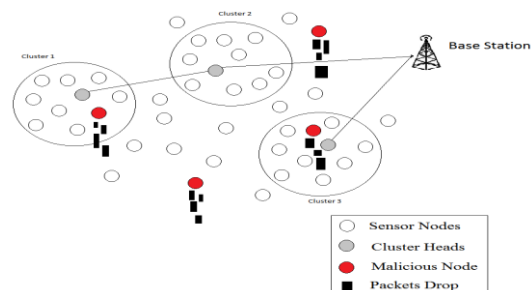 Cluster 2
Cluster 1
Base Station
Cluster 3
Sensor Nodes
Cluster Heads
Malicious Node
Packets Drop